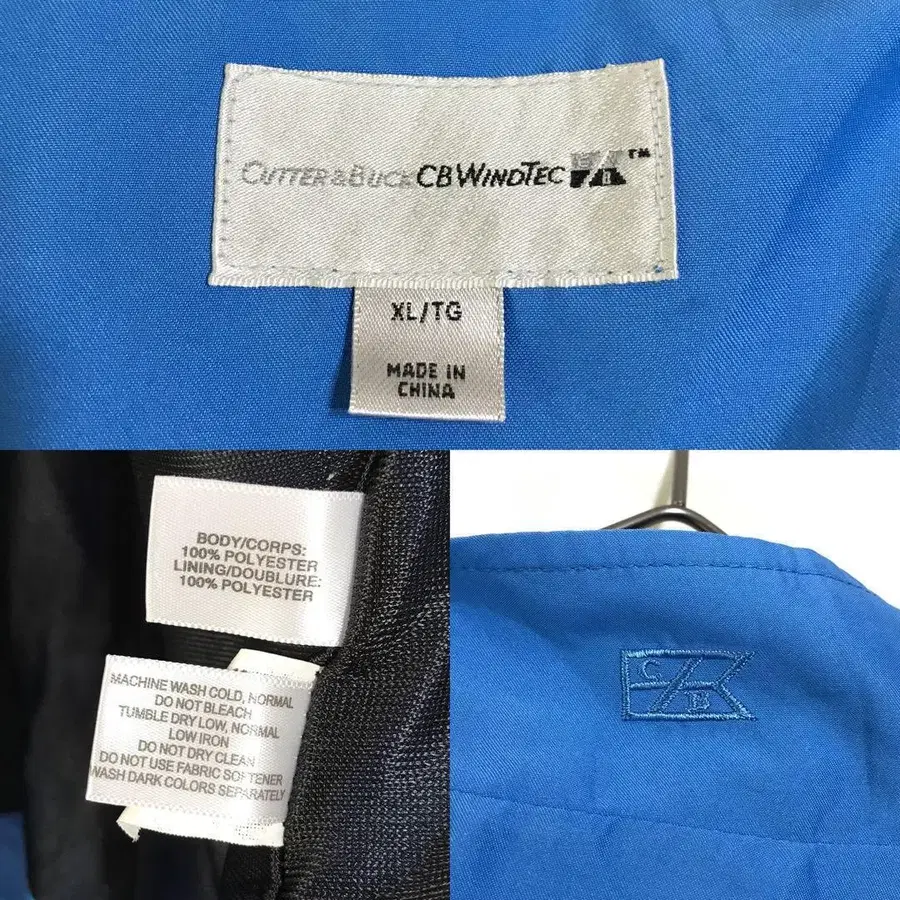 CUTTER & BUCK CB WINDTEC CB ™
XL/TG
MADE IN
CHINA
BODY/CORPS:
100% POLYESTER
LINING/DOUBLURE:
100% POLYESTER
MACHINE WASH COLD, NORMAL
DO NOT BLEACH
TUMBLE DRY LOW, NORMAL
LOW IRON
DO NOT DRY CLEAN
DO NOT USE FABRIC SOFTENER
WASH DARK COLORS SEPARATELY
C
B